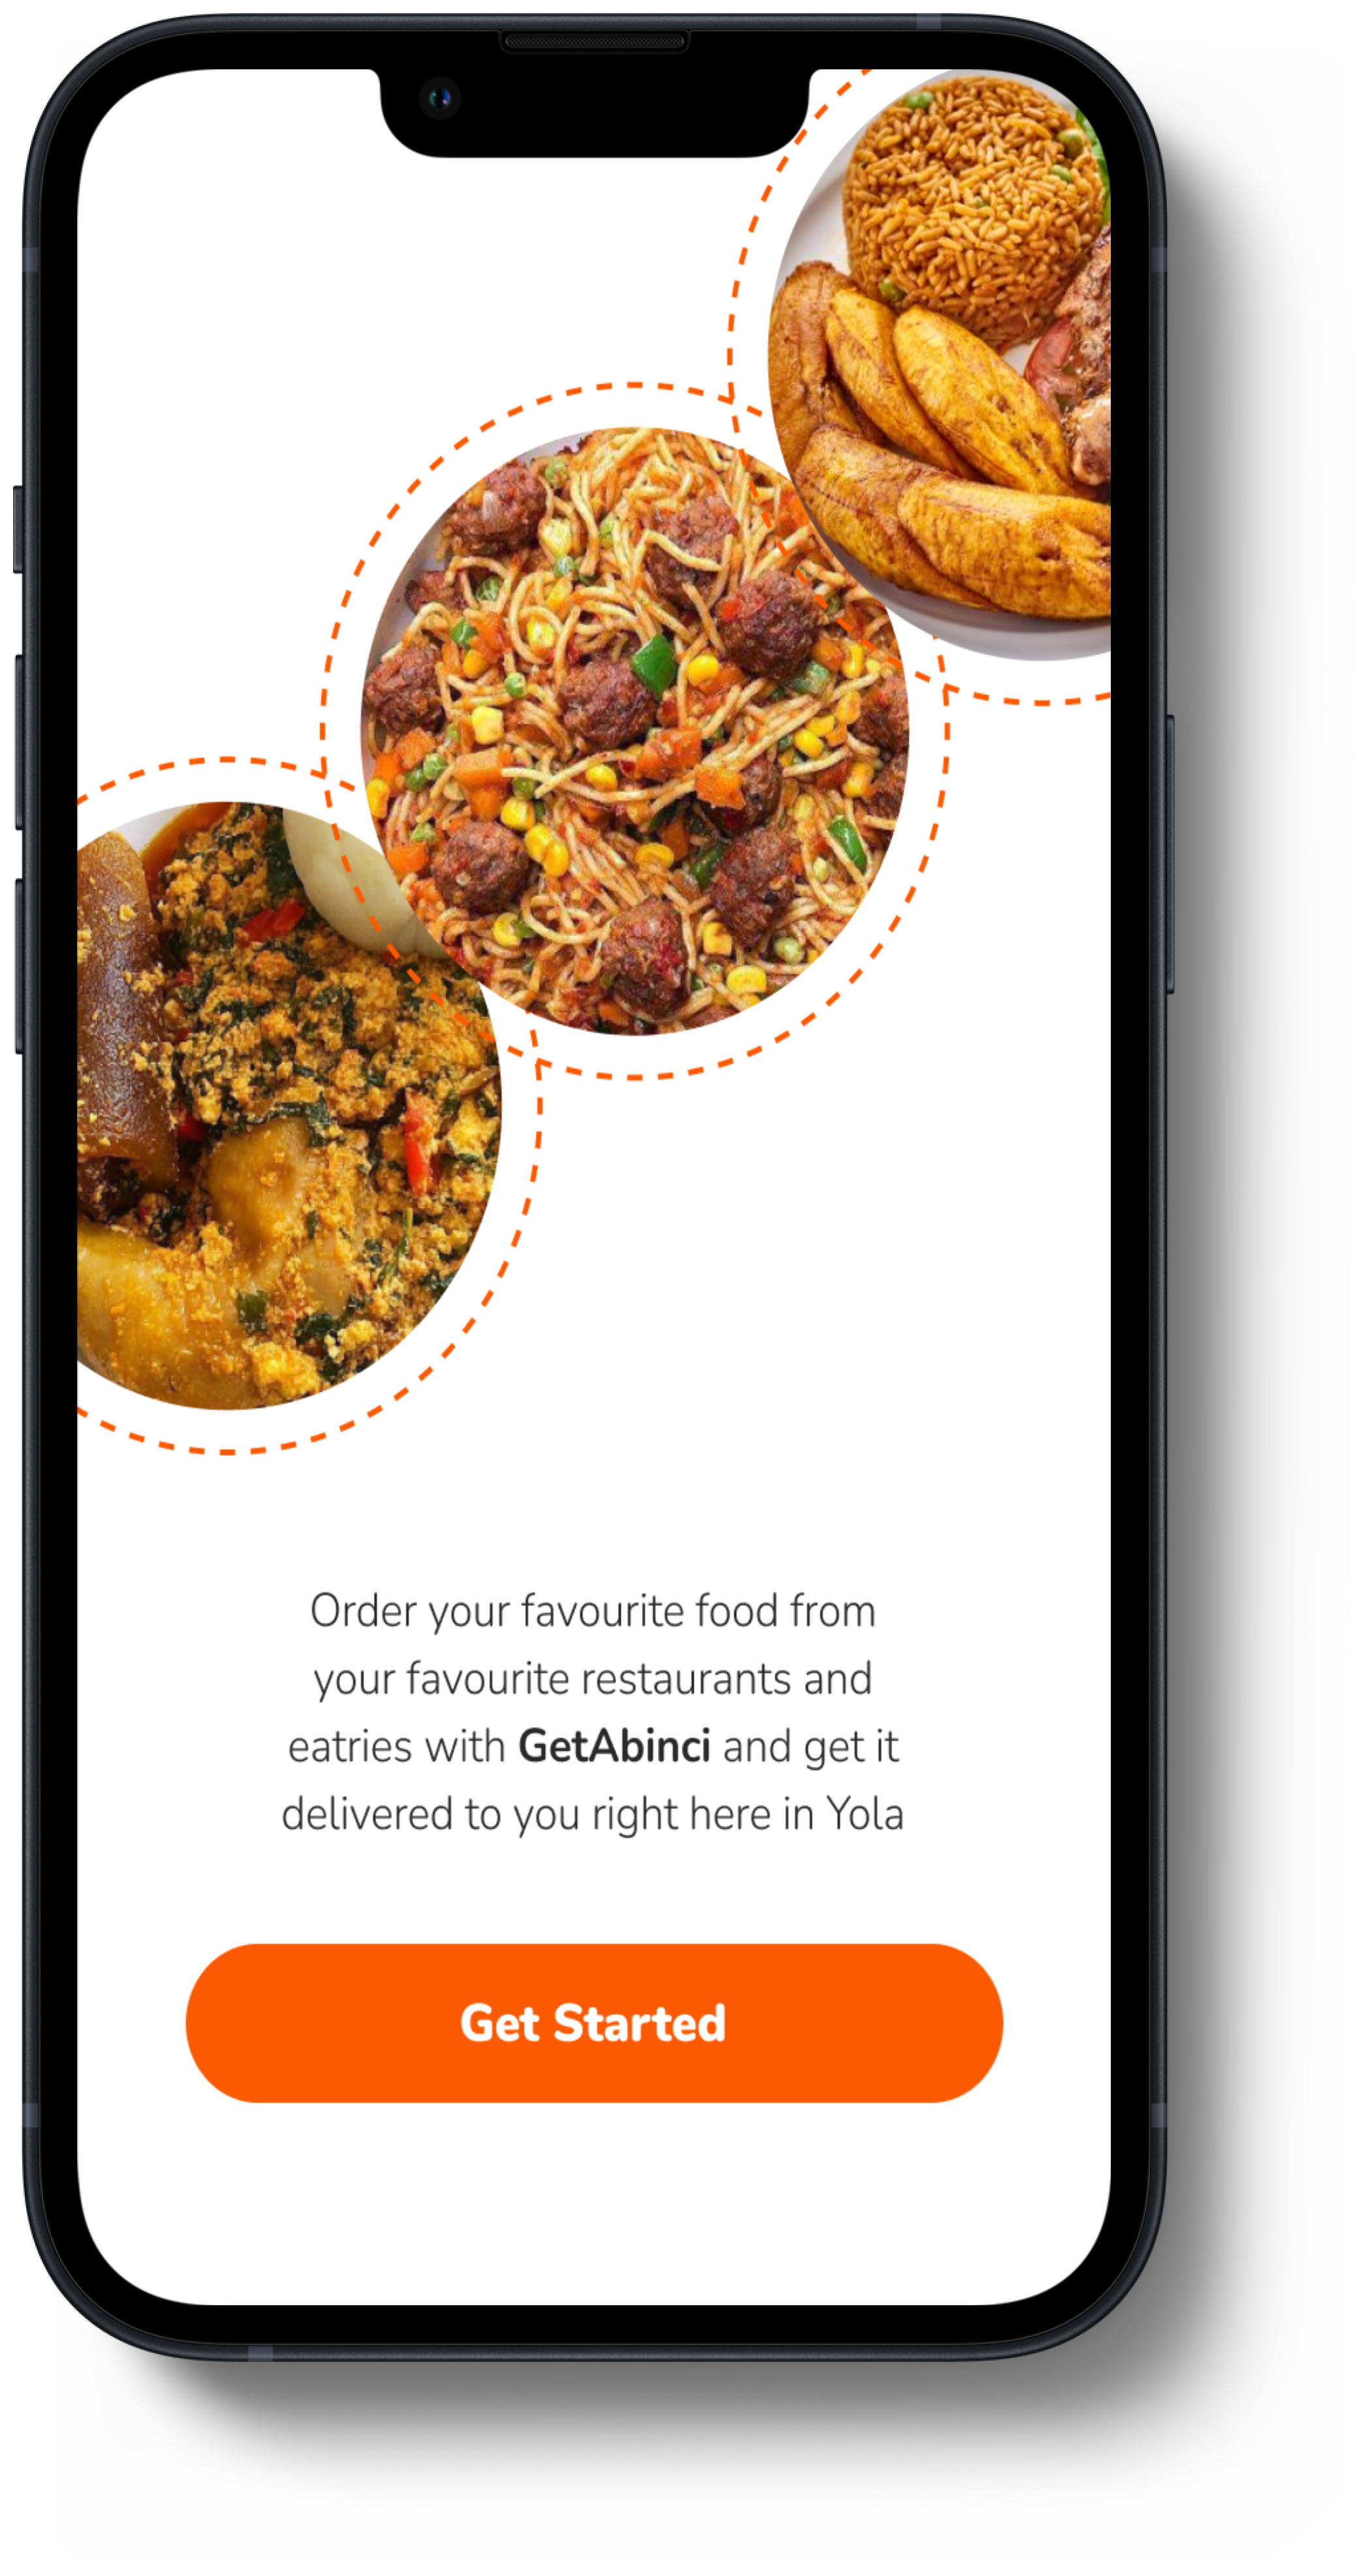 Order your favourite food from
your favourite restaurants and
eatries with GetAbinci and get it
delivered to you right here in Yola
Get Started